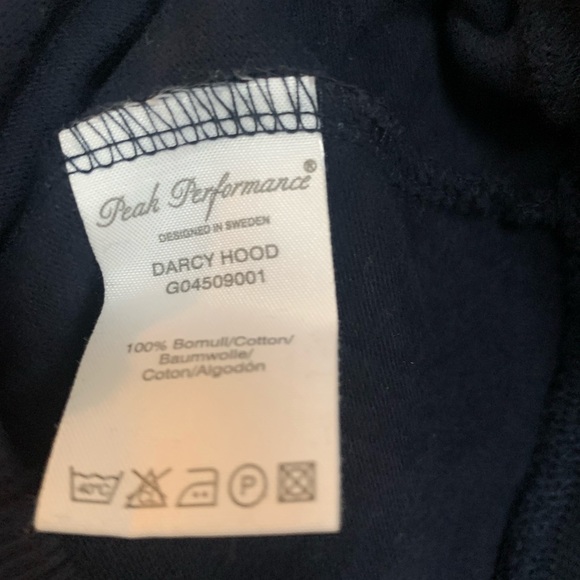 Peak Performance®
DESIGNED IN SWEDEN
DARCY HOOD
G04509001
100% Bomull/Cotton/
Baumwolle/
Coton/Algodón
40°C
P